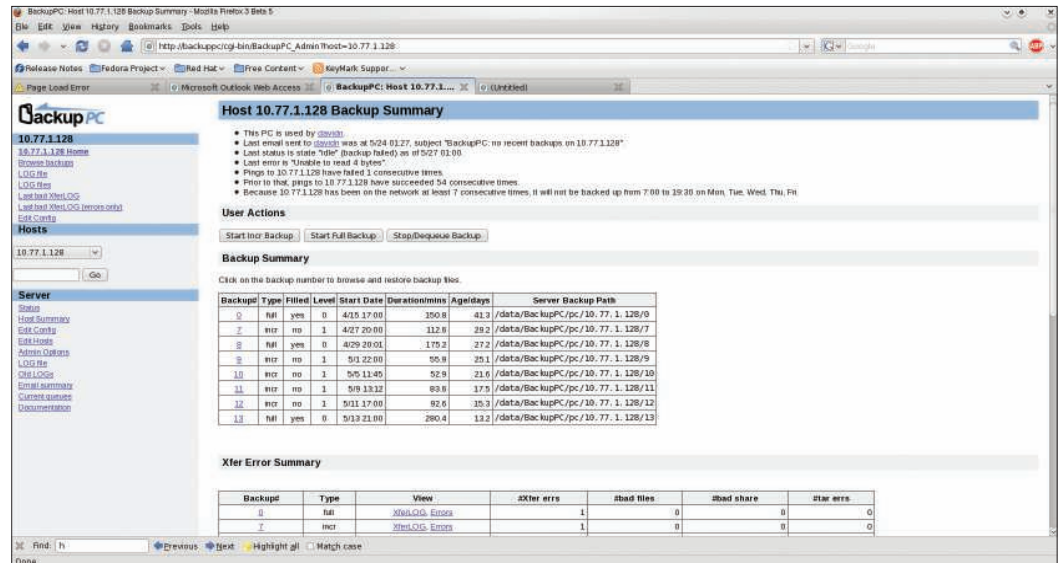 BackupPC: Host 10.77.1.128 Backup Summary - Mozilla Firefox 3 Beta 5
File Edit View History Bookmarks Tools Help
http://backuppc/cgi-bin/BackupPC_Admin?host=10.77.1.128
Google
ABP
Release Notes Fedora Project Red Hat Free Content KeyMark Suppor...
Page Load Error
Microsoft Outlook Web Access
BackupPC: Host 10.77.1....
(Untitled)
BackupPC
10.77.1.128
10.77.1.128 Home
Browse backups
LOG file
LOG files
Last bad XferLOG
Last bad XferLOG (errors only)
Edit Config
Hosts
10.77.1.128
Go
Server
Status
Host Summary
Edit Config
Edit Hosts
Admin Options
LOG file
Old LOGs
Email summary
Current queues
Documentation
Host 10.77.1.128 Backup Summary
This PC is used by davidn.
Last email sent to davidn was at 5/24 01:27, subject "BackupPC: no recent backups on 10.77.1.128".
Last status is state "idle" (backup failed) as of 5/27 01:00.
Last error is "Unable to read 4 bytes".
Pings to 10.77.1.128 have failed 1 consecutive times.
Prior to that, pings to 10.77.1.128 have succeeded 54 consecutive times.
Because 10.77.1.128 has been on the network at least 7 consecutive times, it will not be backed up from 7:00 to 19:30 on Mon, Tue, Wed, Thu, Fri.
User Actions
Start Incr Backup Start Full Backup Stop/Dequeue Backup
Backup Summary
Click on the backup number to browse and restore backup files.
Backup# Type Filled Level Start Date Duration/mins Age/days Server Backup Path
0 full yes 0 4/15 17:00 150.8 41.3 /data/BackupPC/pc/10.77.1.128/0
7 incr no 1 4/27 20:00 112.6 29.2 /data/BackupPC/pc/10.77.1.128/7
8 full yes 0 4/29 20:01 175.2 27.2 /data/BackupPC/pc/10.77.1.128/8
9 incr no 1 5/1 22:00 55.9 25.1 /data/BackupPC/pc/10.77.1.128/9
10 incr no 1 5/5 11:45 52.9 21.6 /data/BackupPC/pc/10.77.1.128/10
11 incr no 1 5/9 13:12 83.6 17.5 /data/BackupPC/pc/10.77.1.128/11
12 incr no 1 5/11 17:00 92.6 15.3 /data/BackupPC/pc/10.77.1.128/12
13 full yes 0 5/13 21:00 280.4 13.2 /data/BackupPC/pc/10.77.1.128/13
Xfer Error Summary
Backup# Type View #Xfer errs #bad files #bad share #tar errs
0 full XferLOG, Errors 1 0 0 0
7 incr XferLOG, Errors 1 0 0 0
Find: h Previous Next Highlight all Match case
Done